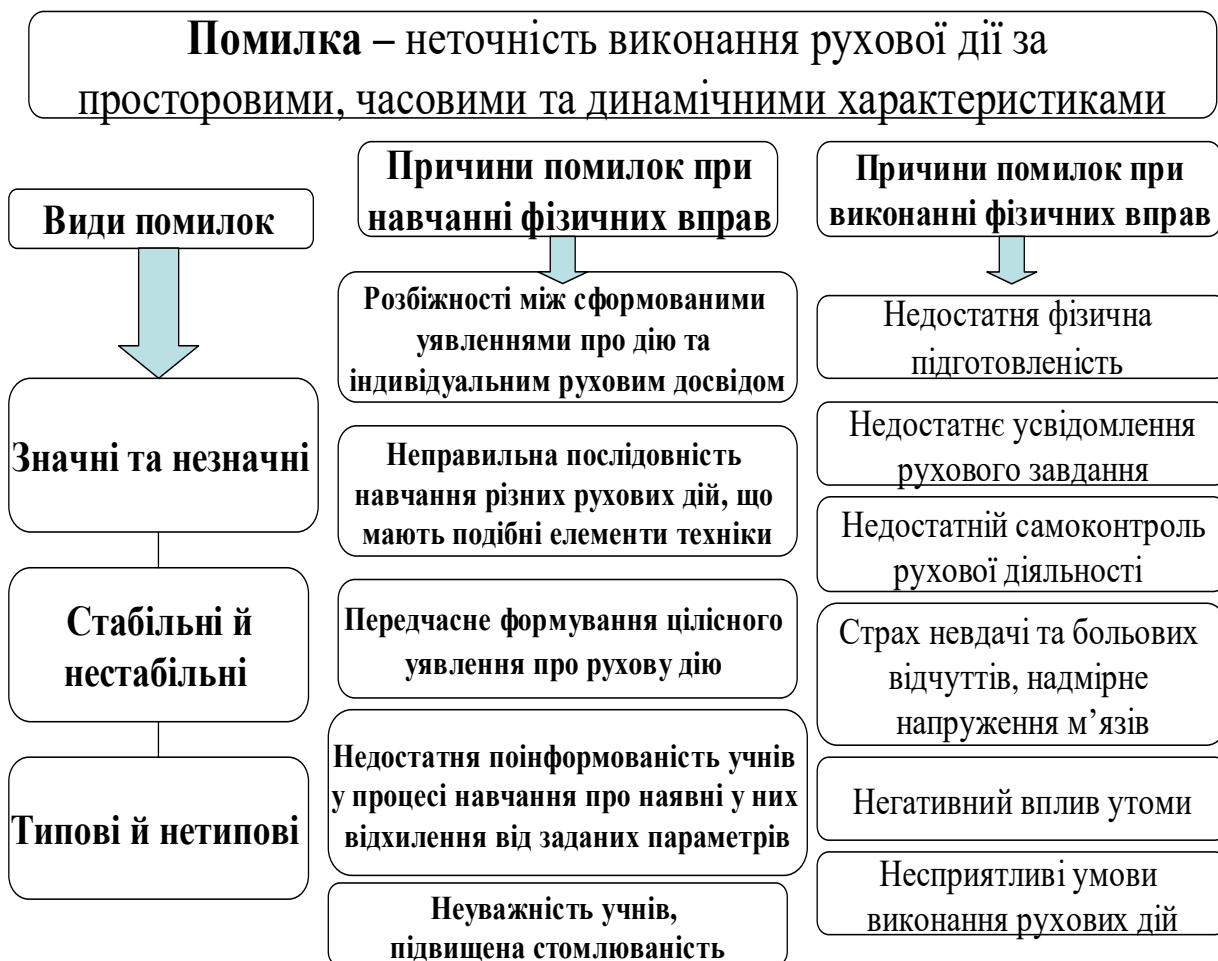 Помилка – неточність виконання рухової дії за
просторовими, часовими та динамічними характеристиками
Види помилок
Значні та незначні
Стабільні й
нестабільні
Типові й нетипові
Причини помилок при
навчанні фізичних вправ
Розбіжності між сформованими
уявленнями про дію та
індивідуальним руховим досвідом
Неправильна послідовність
навчання різних рухових дій, що
мають подібні елементи техніки
Передчасне формування цілісного
уявлення про рухову дію
Недостатня поінформованість учнів
у процесі навчання про наявні у них
відхилення від заданих параметрів
Неуважність учнів,
підвищена стомлюваність
Причини помилок при
виконанні фізичних вправ
Недостатня фізична
підготовленість
Недостатнє усвідомлення
рухового завдання
Недостатній самоконтроль
рухової діяльності
Страх невдачі та больових
відчуттів, надмірне
напруження м’язів
Негативний вплив утоми
Несприятливі умови
виконання рухових дій